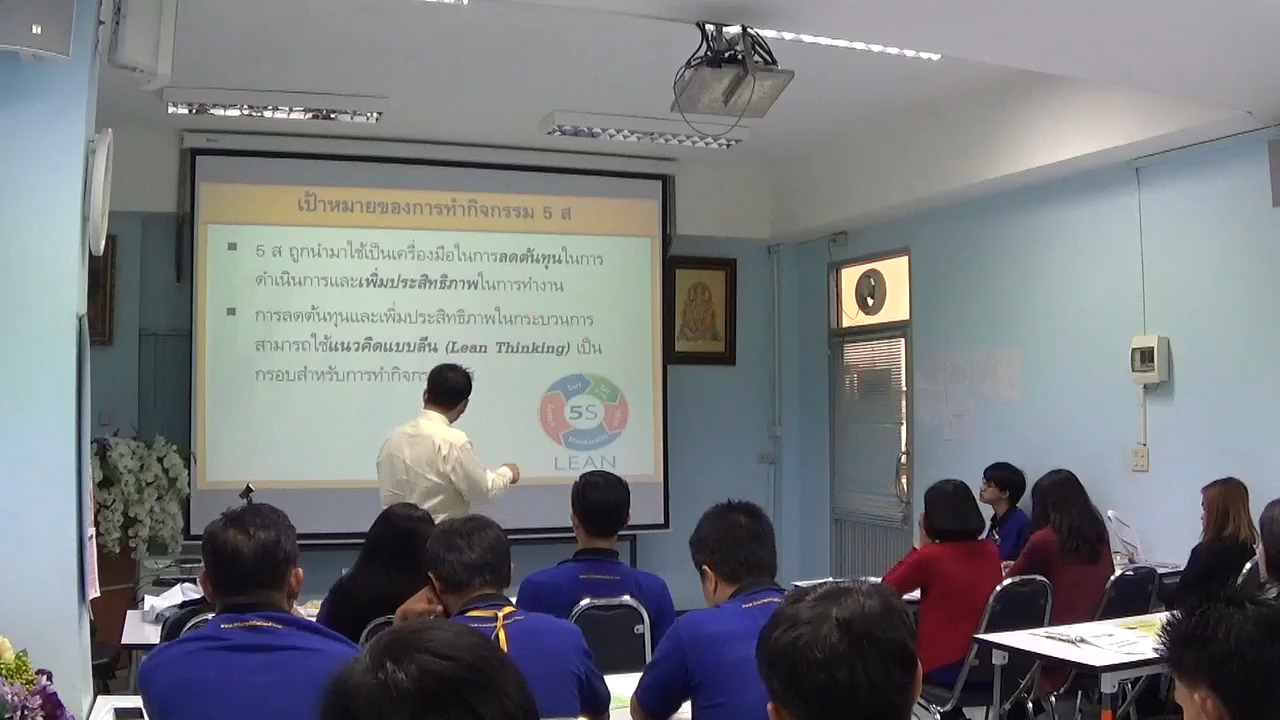 เป้าหมายของการทำกิจกรรม 5 ส
5 ส ถูกนำมาใช้เป็นเครื่องมือในการลดต้นทุนในการ
ดำเนินการและเพิ่มประสิทธิภาพในการทำงาน
การลดต้นทุนและเพิ่มประสิทธิภาพในกระบวนการ
สามารถใช้แนวคิดแบบลีน (Lean Thinking) เป็น
กรอบสำหรับการทำกิจกร
Sort
5S
Standardize
LEAN